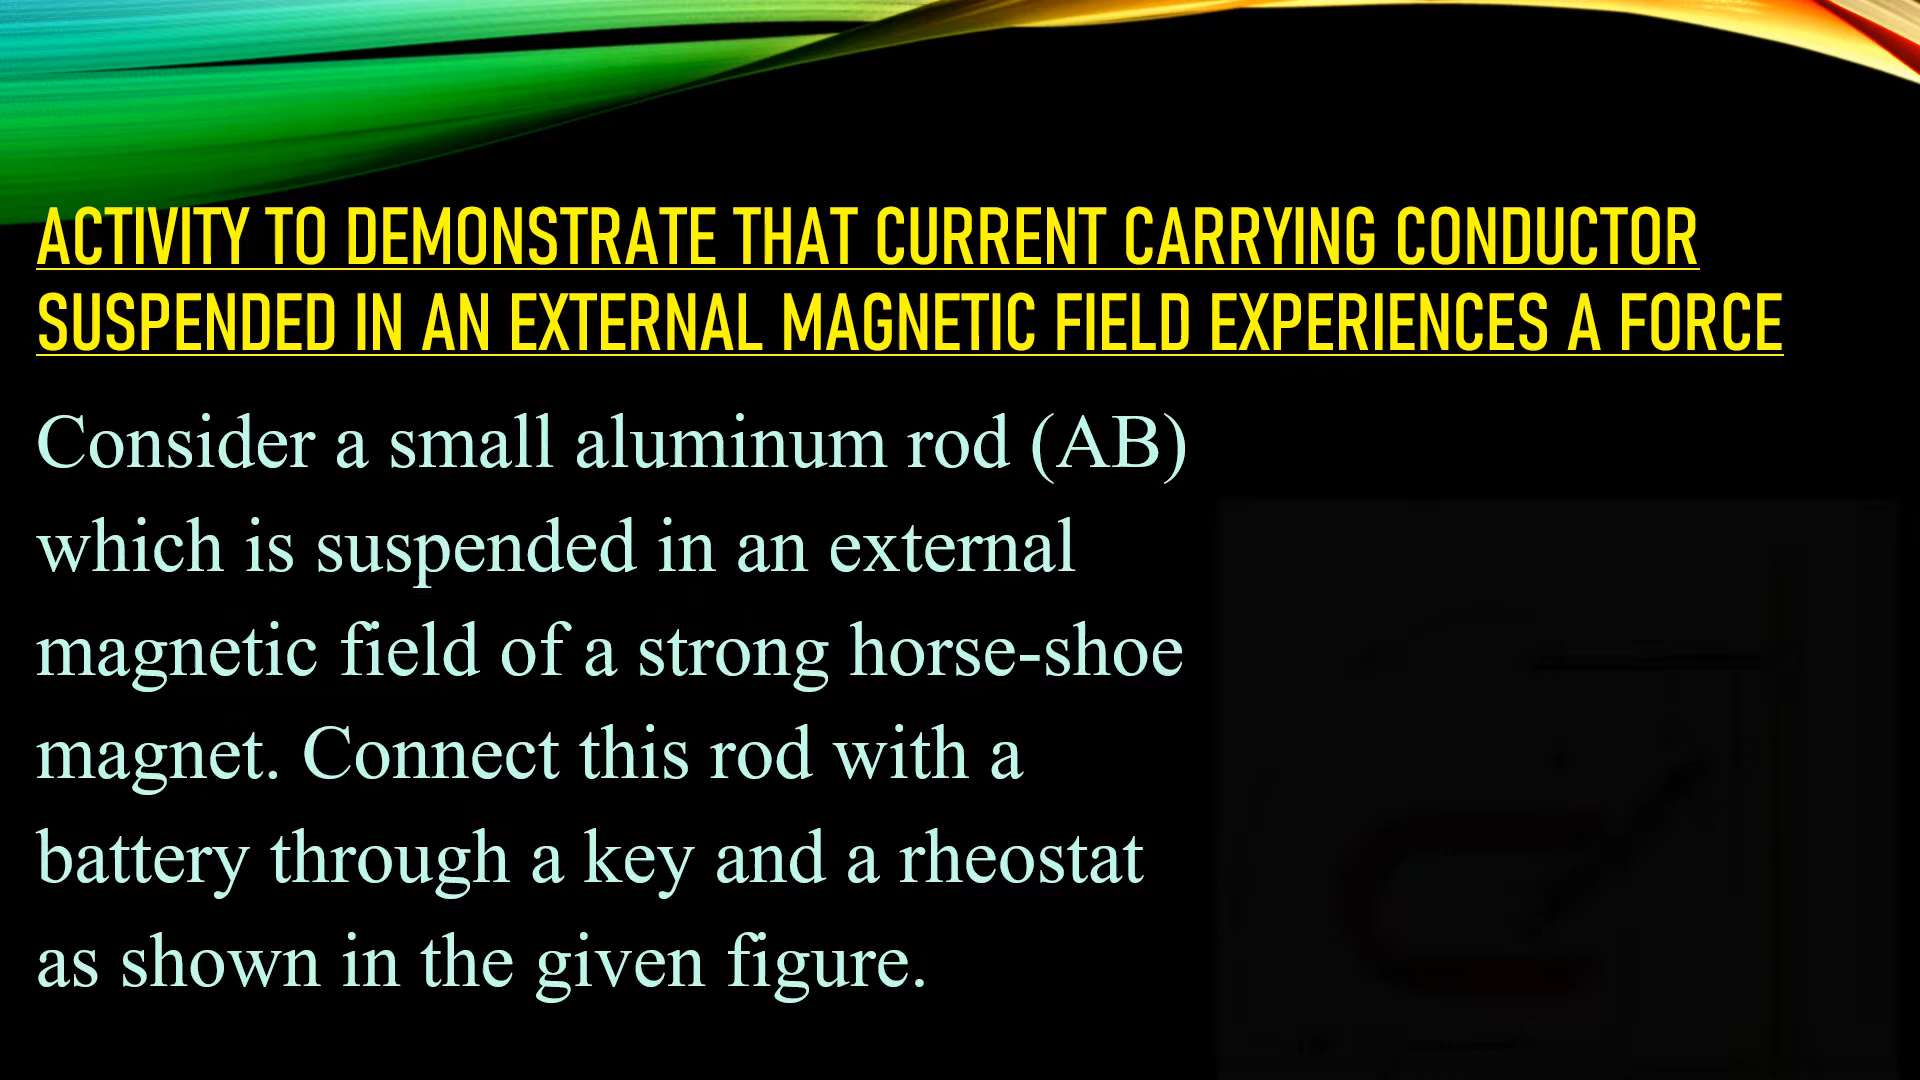 ACTIVITY TO DEMONSTRATE THAT CURRENT CARRYING CONDUCTOR
SUSPENDED IN AN EXTERNAL MAGNETIC FIELD EXPERIENCES A FORCE
Consider a small aluminum rod (AB)
which is suspended in an external
magnetic field of a strong horse-shoe
magnet. Connect this rod with a
battery through a key and a rheostat
as shown in the given figure.